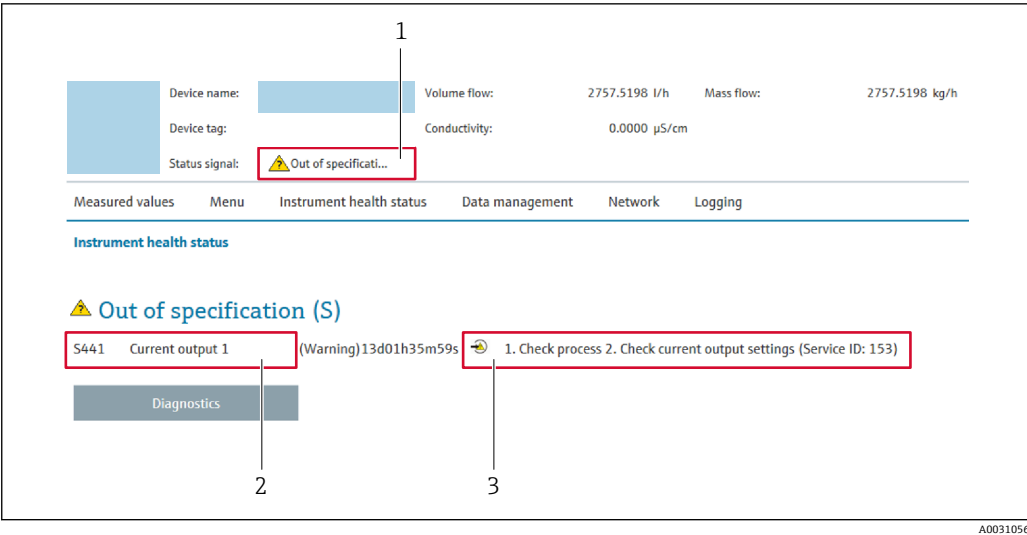 1
Device name: Volume flow: 2757.5198 l/h Mass flow: 2757.5198 kg/h
Device tag: Conductivity: 0.0000 µS/cm
Status signal: Out of specificati...
Measured values Menu Instrument health status Data management Network Logging
Instrument health status
Out of specification (S)
S441 Current output 1 (Warning)13d01h35m59s 1. Check process 2. Check current output settings (Service ID: 153)
Diagnostics
2 3
A0031056